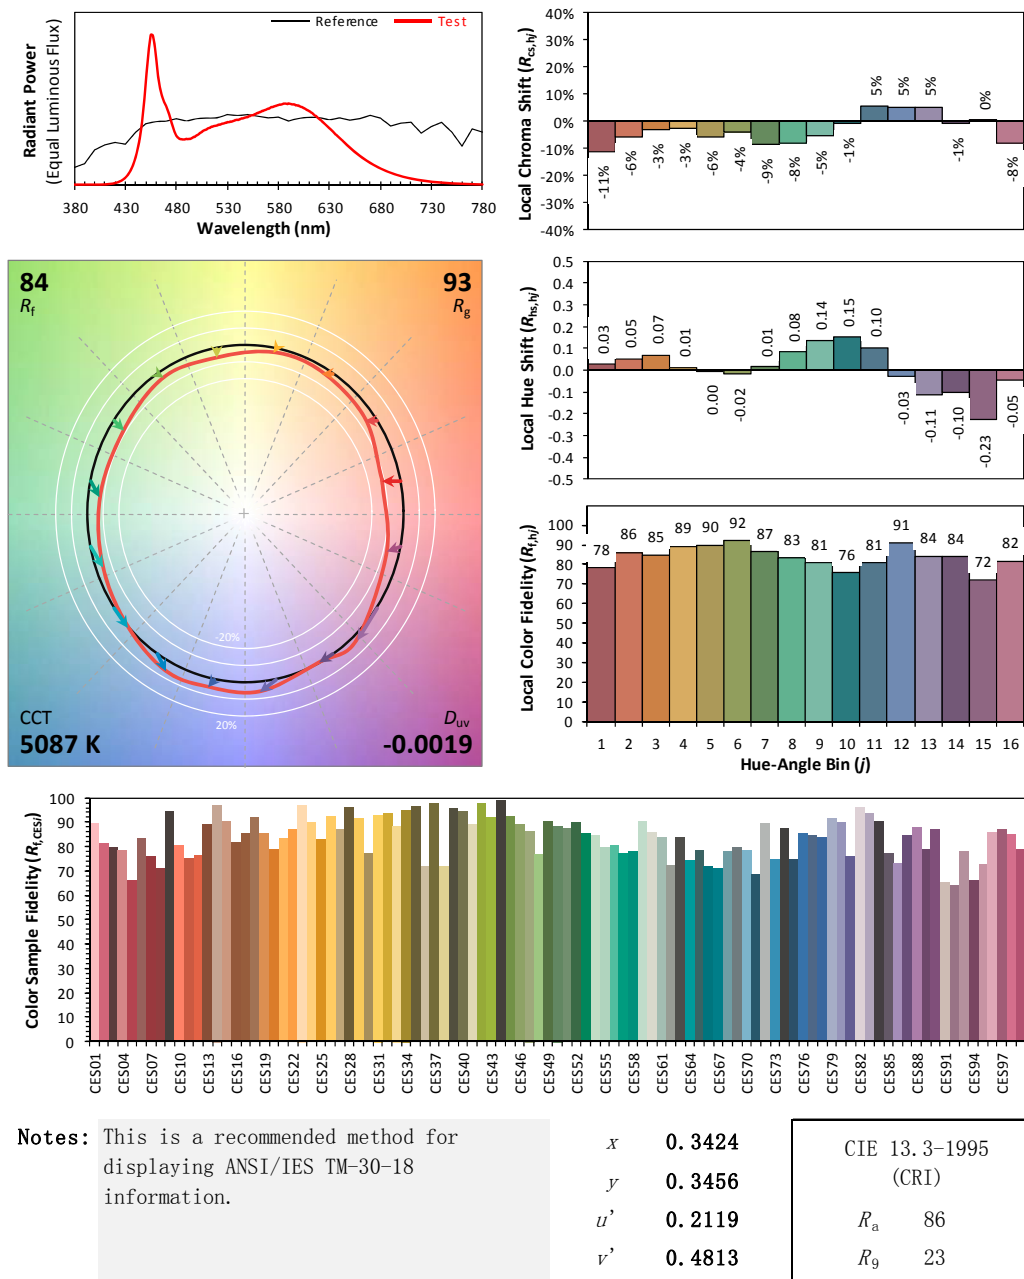 Radiant Power
(Equal Luminous Flux)
Reference
Test
380 430 480 530 580 630 680 730 780
Wavelength (nm)
Local Chroma Shift (Rcs,hj)
40%
30%
20%
10%
0%
-10%
-20%
-30%
-40%
-11% -6% -3% -3% -6% -4% -9% -8% -5% -1% 5% 5% 5% -1% 0% -8%
84
Rf
93
Rg
-20%
20%
CCT
5087 K
Duv
-0.0019
Local Hue Shift (Rhs,hj)
0.5
0.4
0.3
0.2
0.1
0.0
-0.1
-0.2
-0.3
-0.4
-0.5
0.03 0.05 0.07 0.01 0.00 -0.02 0.01 0.08 0.14 0.15 0.10 -0.03 -0.11 -0.10 -0.23 -0.05
Local Color Fidelity (Rf,hj)
100
90
80
70
60
50
40
30
20
10
0
78 86 85 89 90 92 87 83 81 76 81 91 84 84 72 82
1 2 3 4 5 6 7 8 9 10 11 12 13 14 15 16
Hue-Angle Bin (j)
Color Sample Fidelity (Rf,CESi)
100
90
80
70
60
50
40
30
20
10
0
CES01 CES04 CES07 CES10 CES13 CES16 CES19 CES22 CES25 CES28 CES31 CES34 CES37 CES40 CES43 CES46 CES49 CES52 CES55 CES58 CES61 CES64 CES67 CES70 CES73 CES76 CES79 CES82 CES85 CES88 CES91 CES94 CES97
Notes: This is a recommended method for
displaying ANSI/IES TM-30-18
information.
x 0.3424
y 0.3456
u' 0.2119
v' 0.4813
CIE 13.3-1995
(CRI)
Ra 86
R9 23